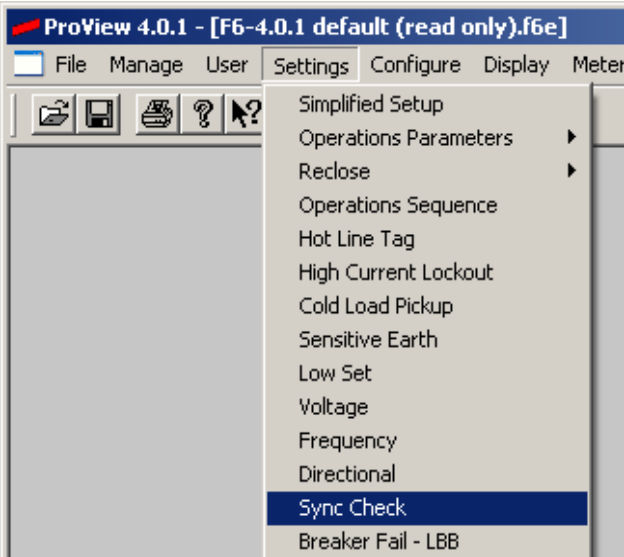 ProView 4.0.1 - [F6-4.0.1 default (read only).f6e]
File Manage User Settings Configure Display Meter
Simplified Setup
Operations Parameters
Reclose
Operations Sequence
Hot Line Tag
High Current Lockout
Cold Load Pickup
Sensitive Earth
Low Set
Voltage
Frequency
Directional
Sync Check
Breaker Fail - LBB